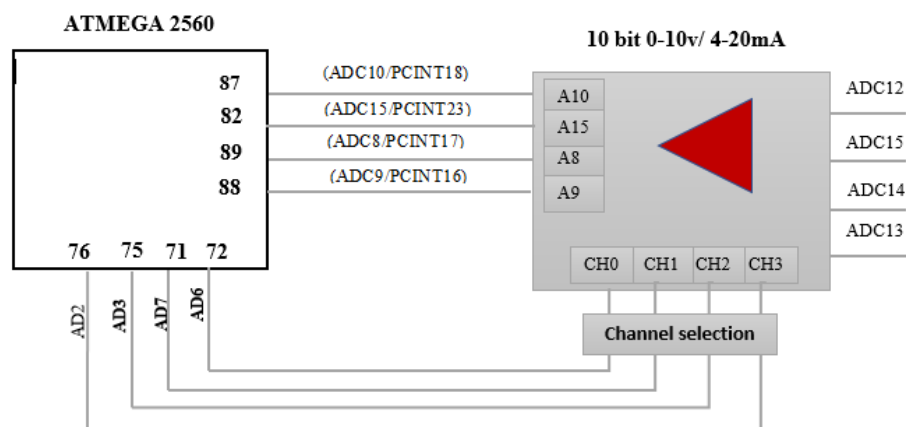 ATMEGA 2560
10 bit 0-10v/ 4-20mA
87
(ADC10/PCINT18)
A10
ADC12
82
(ADC15/PCINT23)
A15
ADC15
89
(ADC8/PCINT17)
A8
ADC14
88
(ADC9/PCINT16)
A9
ADC13
76 75 71 72
CH0 CH1 CH2 CH3
AD2
AD3
AD7
AD6
Channel selection